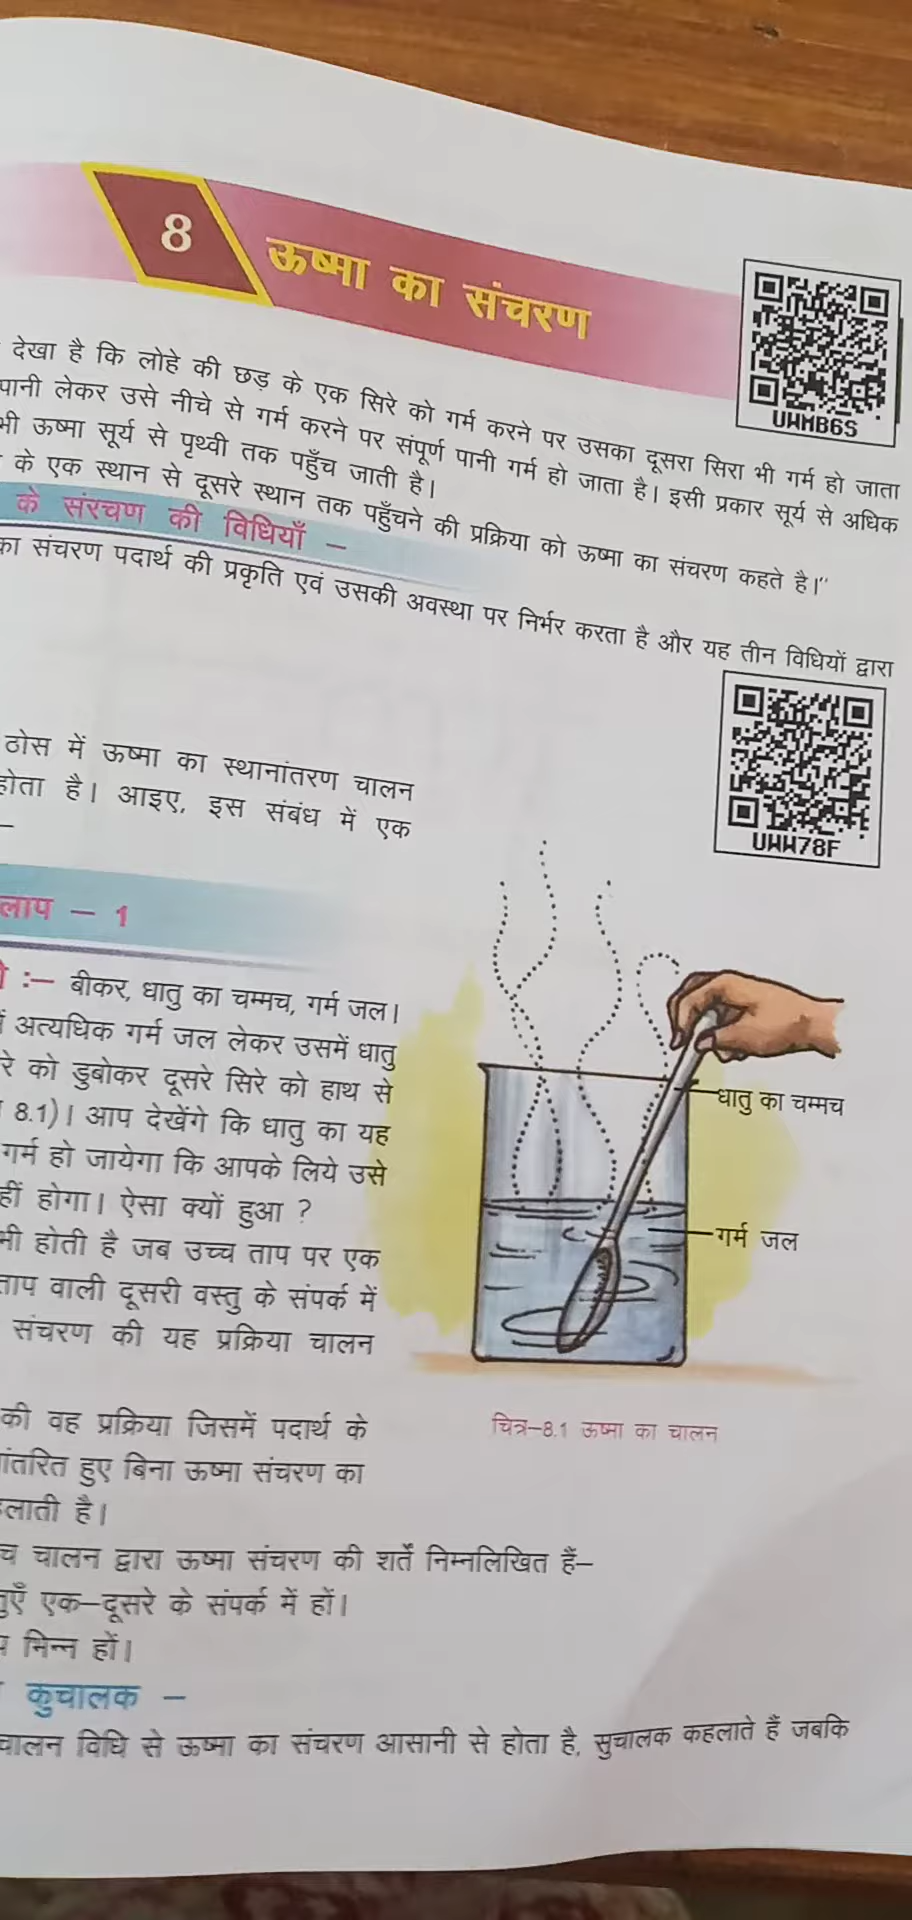 8
ऊष्मा का संचरण
UWHB6S
देखा है कि लोहे की छड़ के एक सिरे को गर्म करने पर उसका दूसरा सिरा भी गर्म हो जाता
पानी लेकर उसे नीचे से गर्म करने पर संपूर्ण पानी गर्म हो जाता है। इसी प्रकार सूर्य से अधिक
भी ऊष्मा सूर्य से पृथ्वी तक पहुँच जाती है।
के एक स्थान से दूसरे स्थान तक पहुँचने की प्रक्रिया को ऊष्मा का संचरण कहते है।"
के संरचण की विधियाँ –
का संचरण पदार्थ की प्रकृति एवं उसकी अवस्था पर निर्भर करता है और यह तीन विधियों द्वारा
UWW78F
ठोस में ऊष्मा का स्थानांतरण चालन
होता है। आइए, इस संबंध में एक
–
लाप – 1
:– बीकर, धातु का चम्मच, गर्म जल।
अत्यधिक गर्म जल लेकर उसमें धातु
रे को डुबोकर दूसरे सिरे को हाथ से
8.1)। आप देखेंगे कि धातु का यह
गर्म हो जायेगा कि आपके लिये उसे
हीं होगा। ऐसा क्यों हुआ ?
भी होती है जब उच्च ताप पर एक
ताप वाली दूसरी वस्तु के संपर्क में
संचरण की यह प्रक्रिया चालन
धातु का चम्मच
गर्म जल
चित्र–8.1 ऊष्मा का चालन
की वह प्रक्रिया जिसमें पदार्थ के
ांतरित हुए बिना ऊष्मा संचरण का
लाती है।
च चालन द्वारा ऊष्मा संचरण की शर्तें निम्नलिखित हैं–
तुएँ एक–दूसरे के संपर्क में हों।
भिन्न हों।
कुचालक –
चालन विधि से ऊष्मा का संचरण आसानी से होता है, सुचालक कहलाते हैं जबकि